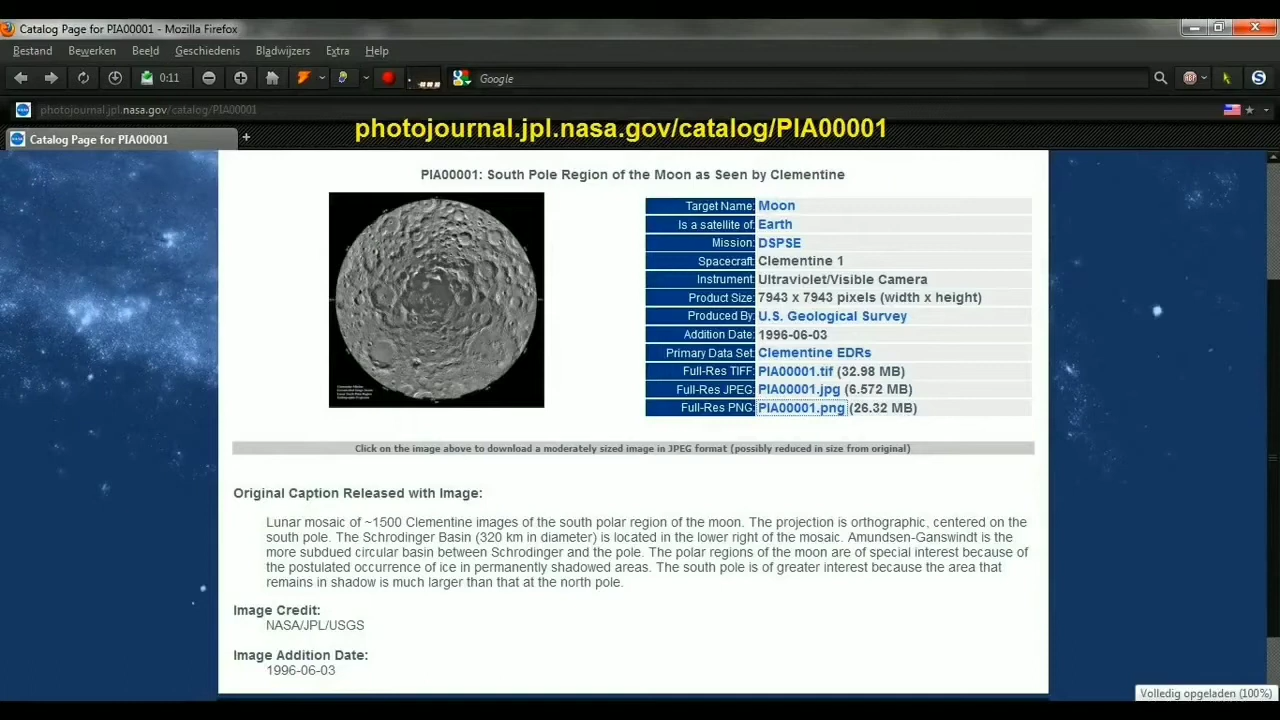 Catalog Page for PIA00001 - Mozilla Firefox
Bestand Bewerken Beeld Geschiedenis Bladwijzers Extra Help
0:11 Google
photojournal.jpl.nasa.gov/catalog/PIA00001
photojournal.jpl.nasa.gov/catalog/PIA00001
Catalog Page for PIA00001 +
PIA00001: South Pole Region of the Moon as Seen by Clementine
Target Name: Moon
Is a satellite of: Earth
Mission: DSPSE
Spacecraft: Clementine 1
Instrument: Ultraviolet/Visible Camera
Product Size: 7943 x 7943 pixels (width x height)
Produced By: U.S. Geological Survey
Addition Date: 1996-06-03
Primary Data Set: Clementine EDRs
Full-Res TIFF: PIA00001.tif (32.98 MB)
Full-Res JPEG: PIA00001.jpg (6.572 MB)
Full-Res PNG: PIA00001.png (26.32 MB)
Click on the image above to download a moderately sized image in JPEG format (possibly reduced in size from original)
Original Caption Released with Image:
Lunar mosaic of ~1500 Clementine images of the south polar region of the moon. The projection is orthographic, centered on the
south pole. The Schrodinger Basin (320 km in diameter) is located in the lower right of the mosaic. Amundsen-Ganswindt is the
more subdued circular basin between Schrodinger and the pole. The polar regions of the moon are of special interest because of
the postulated occurrence of ice in permanently shadowed areas. The south pole is of greater interest because the area that
remains in shadow is much larger than that at the north pole.
Image Credit:
NASA/JPL/USGS
Image Addition Date:
1996-06-03
Volledig opgeladen (100%)